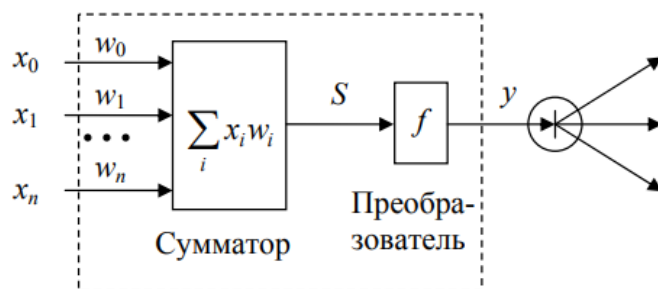 x₀ w₀
x₁ w₁
• • •
xₙ wₙ
∑ᵢ xᵢwᵢ
S
f
y
Сумматор
Преобра-
зователь